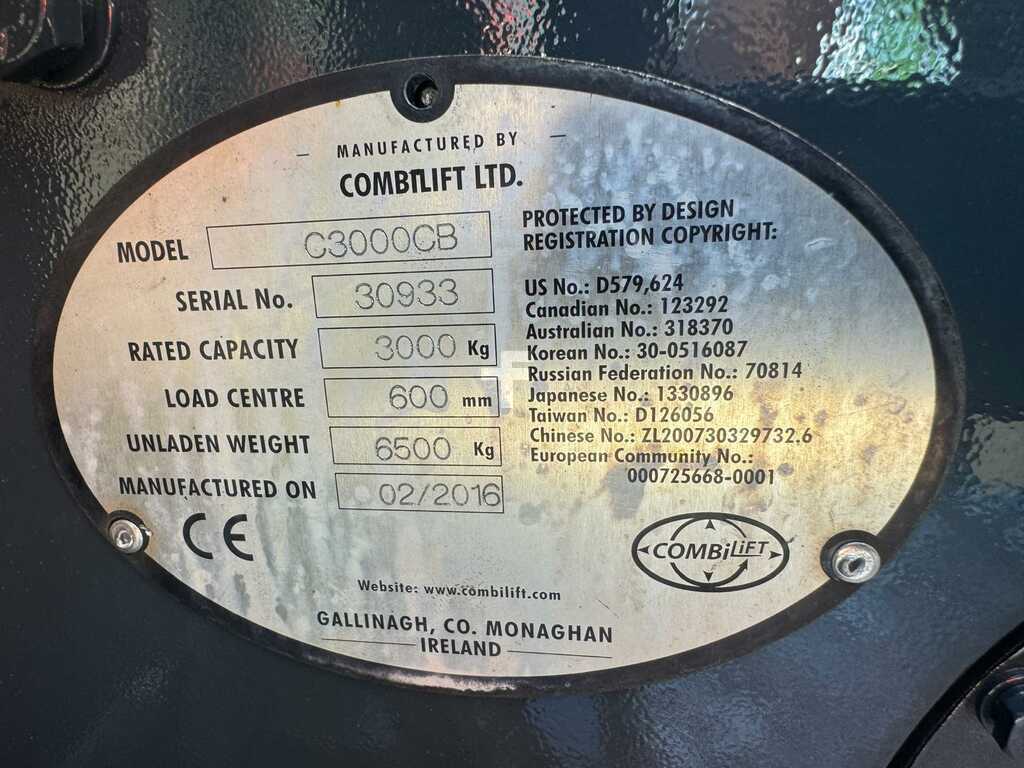 MANUFACTURED BY
COMBILIFT LTD.
MODEL C3000CB
SERIAL No. 30933
RATED CAPACITY 3000 Kg
LOAD CENTRE 600 mm
UNLADEN WEIGHT 6500 Kg
MANUFACTURED ON 02/2016
PROTECTED BY DESIGN
REGISTRATION COPYRIGHT:
US No.: D579,624
Canadian No.: 123292
Australian No.: 318370
Korean No.: 30-0516087
Russian Federation No.: 70814
Japanese No.: 1330896
Taiwan No.: D126056
Chinese No.: ZL200730329732.6
European Community No.:
000725668-0001
CE
COMBiLiFT
Website: www.combilift.com
GALLINAGH, CO. MONAGHAN
IRELAND